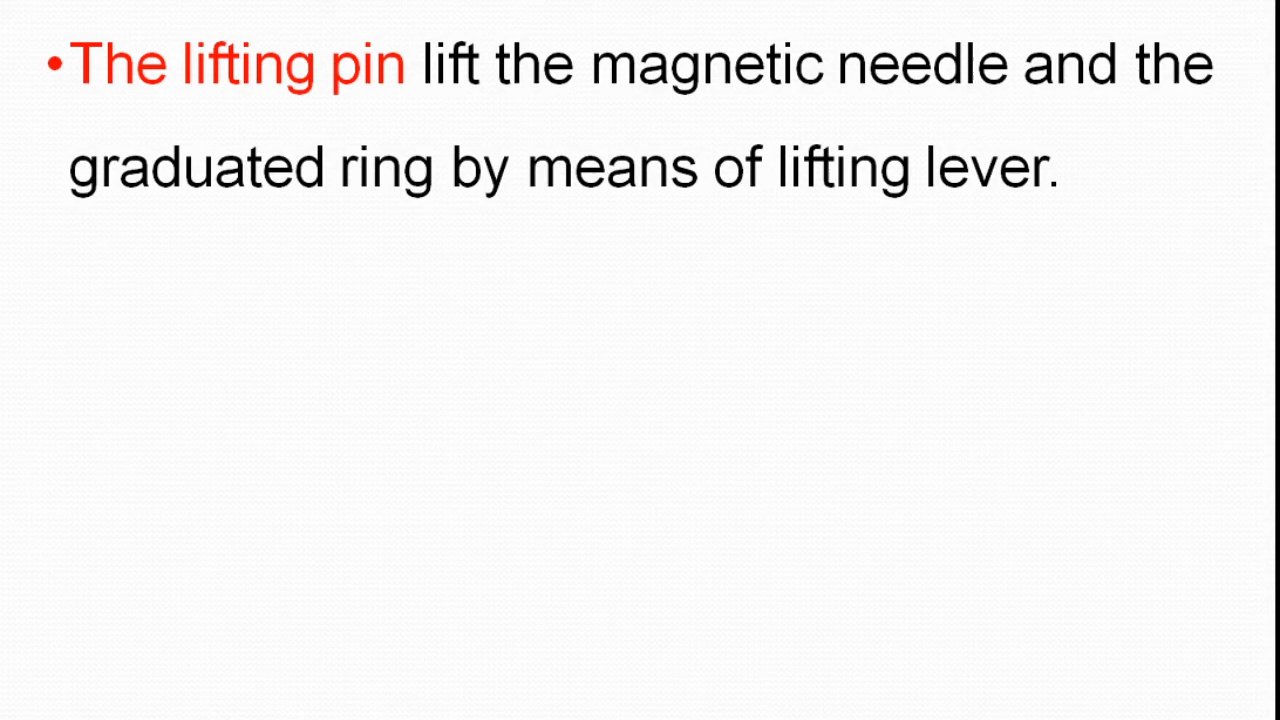 •The lifting pin lift the magnetic needle and the
graduated ring by means of lifting lever.